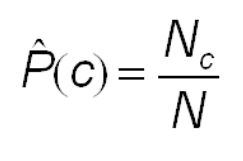 P̂(c) = N_c / N